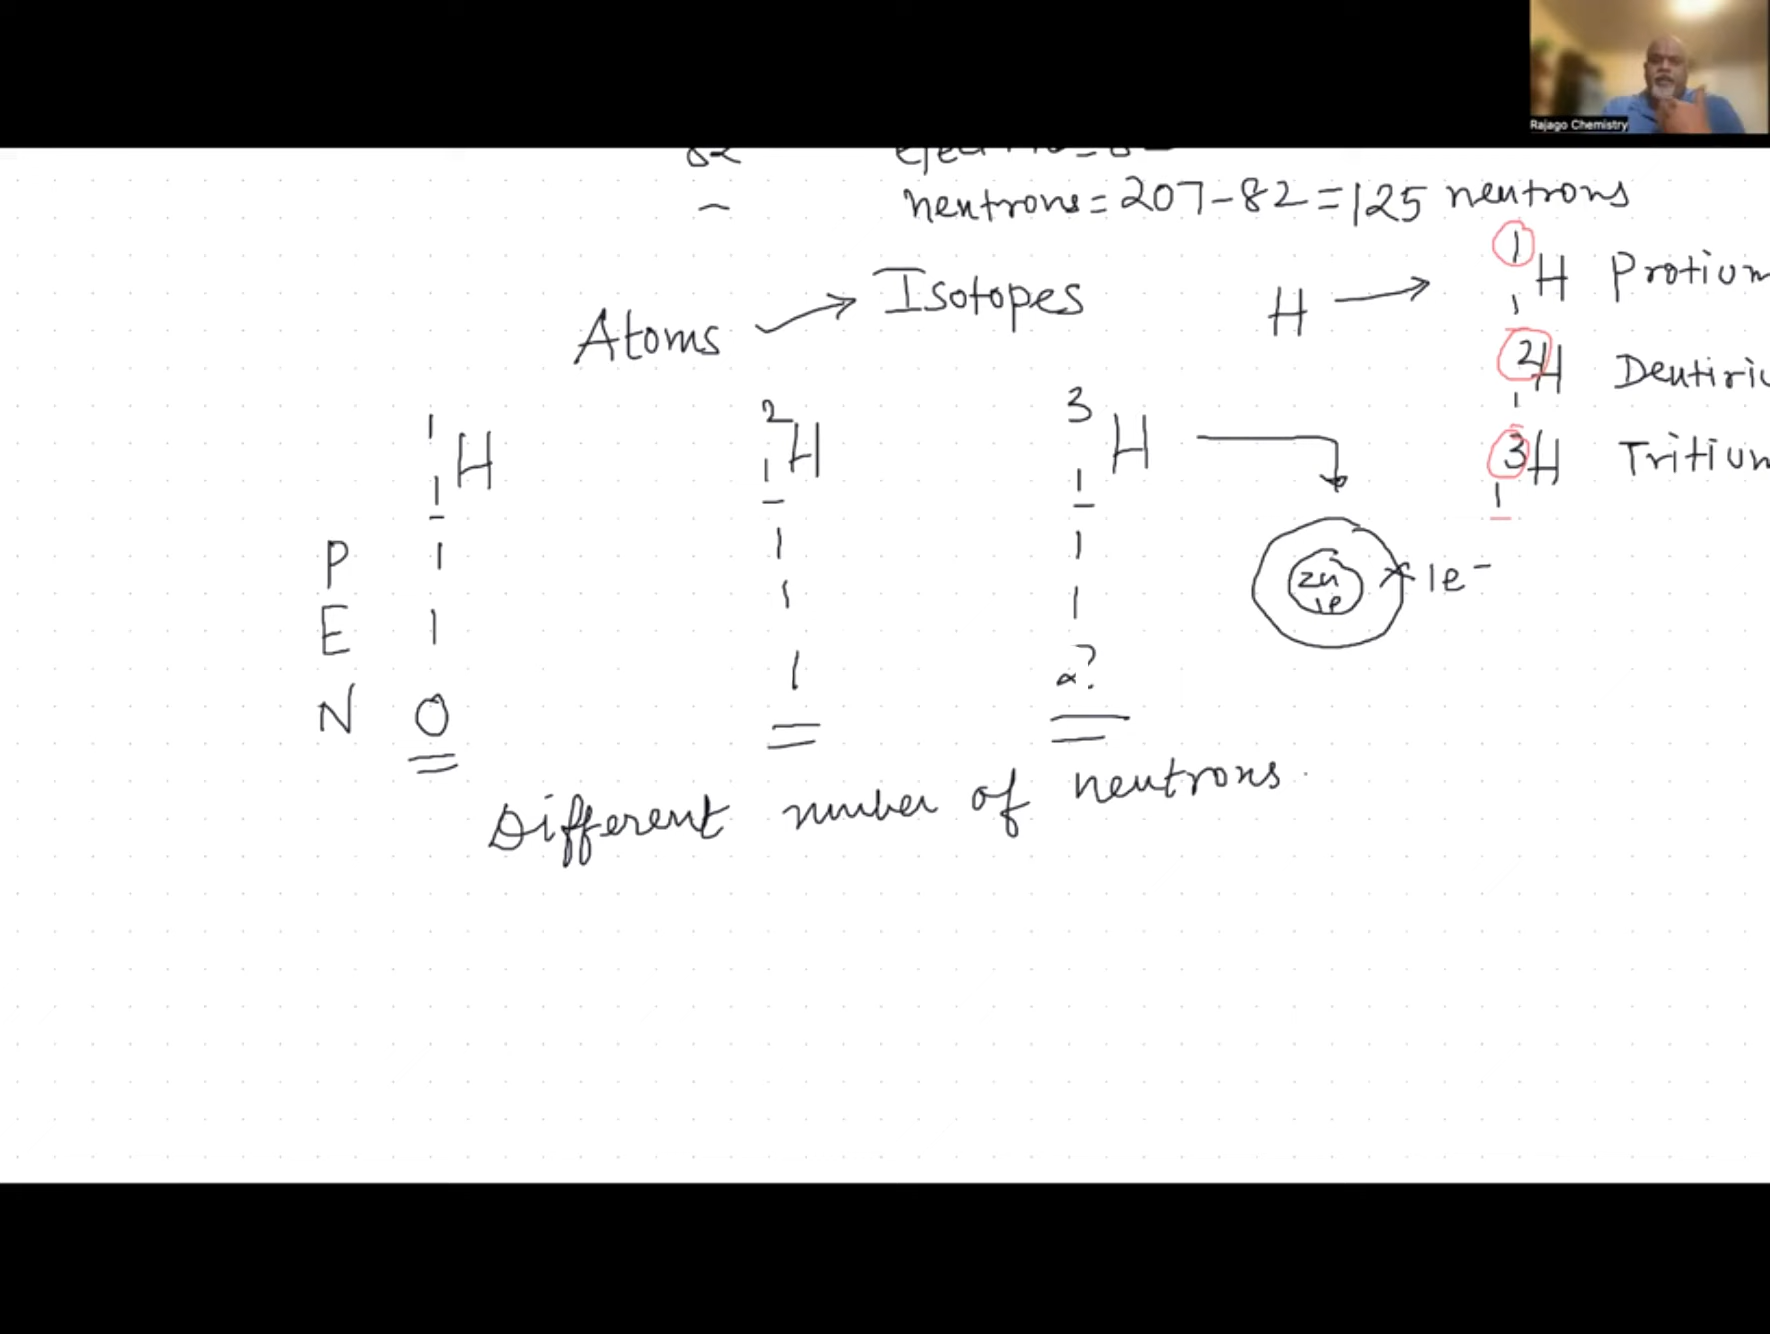 Rajago Chemistry
neutrons = 207 - 82 = 125 neutrons
Atoms → Isotopes H → 1 1 H Protium
2 1 H Deutiriu
3 1 H Tritium
1 1 H 2 1 H 3 1 H
P 1 1 1
E 1 1 1
N 0 1 2?
2n
1p
1e-
Different number of neutrons.